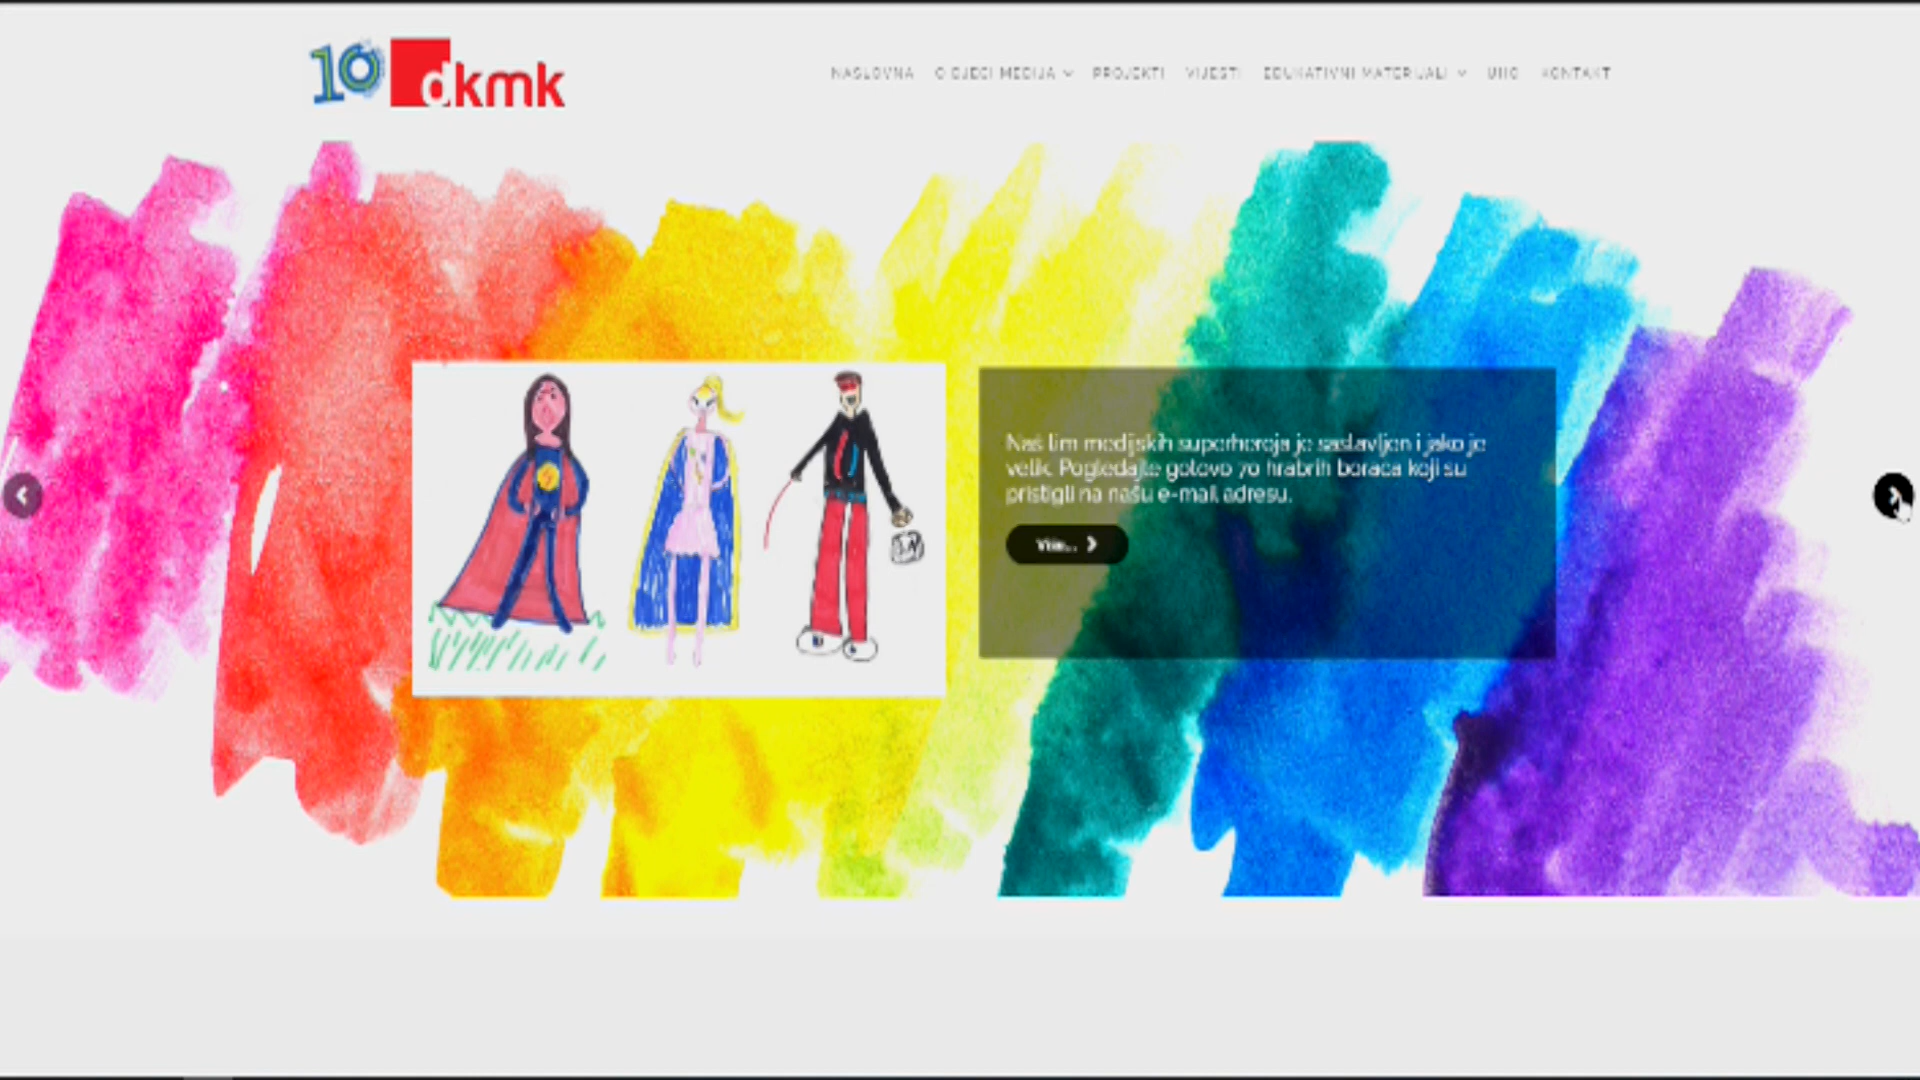 10 dkmk
NASLOVNA O DJECI MEDIJA PROJEKTI VIJESTI EDUKATIVNI MATERIJALI UHO KONTAKT
Naš tim medijskih superheroja je sastavljen i jako je
velik. Pogledajte gotovo 70 hrabrih boraca koji su
pristigli na našu e-mail adresu.
Više...